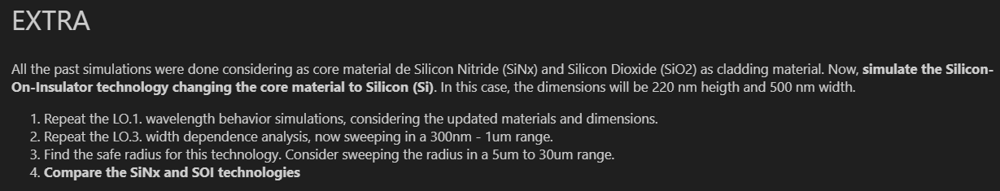 EXTRA
All the past simulations were done considering as core material de Silicon Nitride (SiNx) and Silicon Dioxide (SiO2) as cladding material. Now, simulate the Silicon-
On-Insulator technology changing the core material to Silicon (Si). In this case, the dimensions will be 220 nm heigth and 500 nm width.
1. Repeat the LO.1. wavelength behavior simulations, considering the updated materials and dimensions.
2. Repeat the LO.3. width dependence analysis, now sweeping in a 300nm - 1um range.
3. Find the safe radius for this technology. Consider sweeping the radius in a 5um to 30um range.
4. Compare the SiNx and SOI technologies